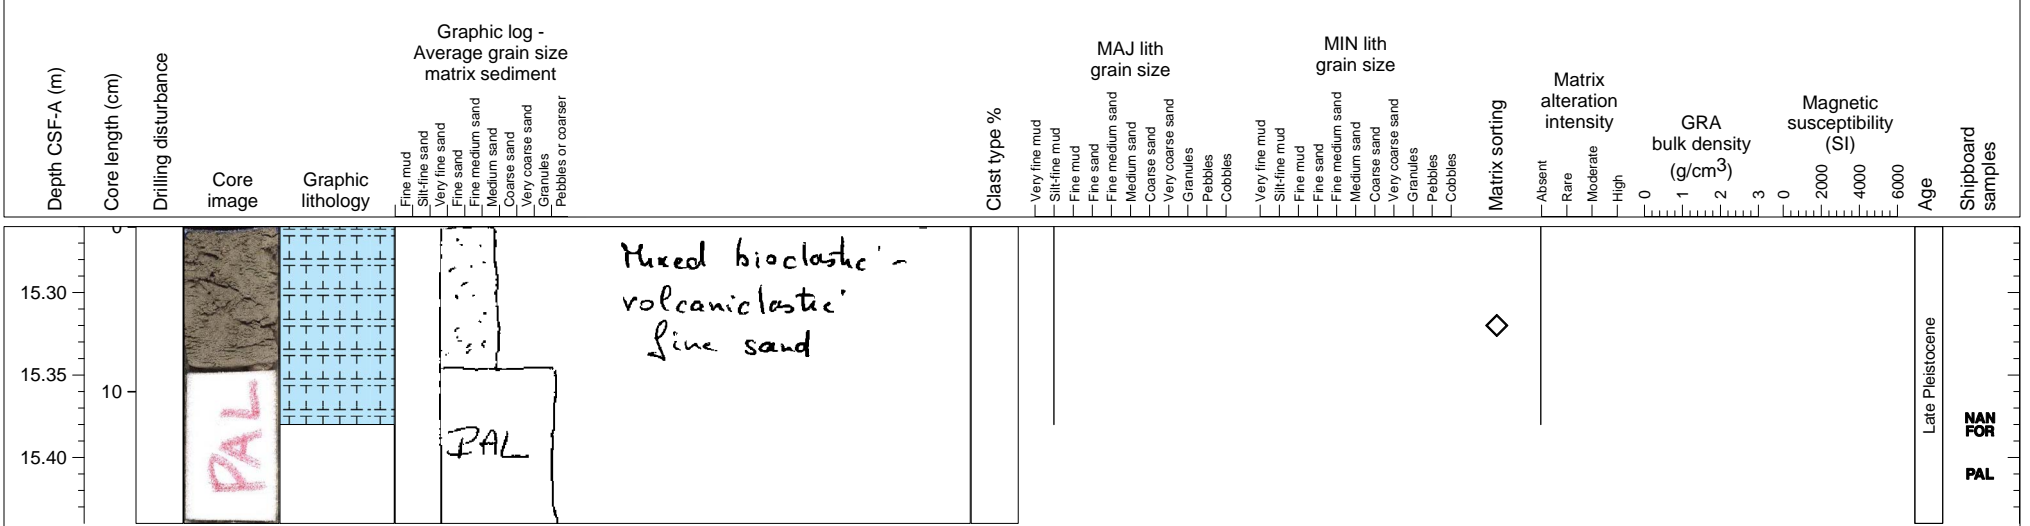 Depth CSF-A (m)
Core length (cm)
Drilling disturbance
Core
image
Graphic
lithology
Graphic log -
Average grain size
matrix sediment
Fine mud
Silt-fine sand
Very fine sand
Fine sand
Fine medium sand
Medium sand
Coarse sand
Very coarse sand
Granules
Pebbles or coarser
Clast type %
MAJ lith
grain size
Very fine mud
Silt-fine mud
Fine mud
Fine sand
Fine medium sand
Medium sand
Coarse sand
Very coarse sand
Granules
Pebbles
Cobbles
MIN lith
grain size
Very fine mud
Silt-fine mud
Fine mud
Fine sand
Fine medium sand
Medium sand
Coarse sand
Very coarse sand
Granules
Pebbles
Cobbles
Matrix sorting
Matrix
alteration
intensity
Absent
Rare
Moderate
High
GRA
bulk density
(g/cm3)
0
1
2
3
Magnetic
susceptibility
(SI)
0
2000
4000
6000
Age
Shipboard
samples
0
15.30
15.35
10
15.40
PAL
PAL
Mixed bioclastic -
volcaniclastic
fine sand
Late Pleistocene
NAN
FOR
PAL